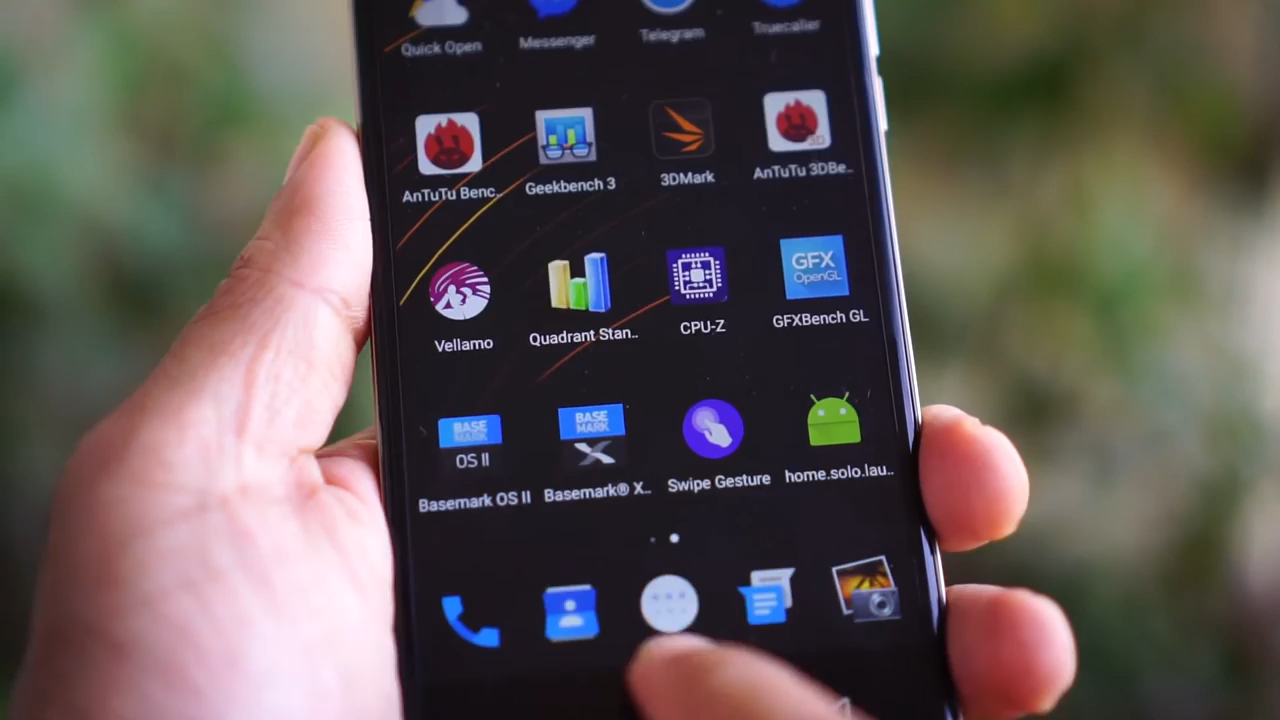 Quick Open
Messenger
Telegram
Truecaller
AnTuTu Benc..
Geekbench 3
3DMark
3D
AnTuTu 3DBe..
GFX
OpenGL
Vellamo
Quadrant Stan..
CPU-Z
GFXBench GL
BASE
MARK
OS II
BASE
MARK
X
Basemark OS II
Basemark® X..
Swipe Gesture
home.solo.lau..